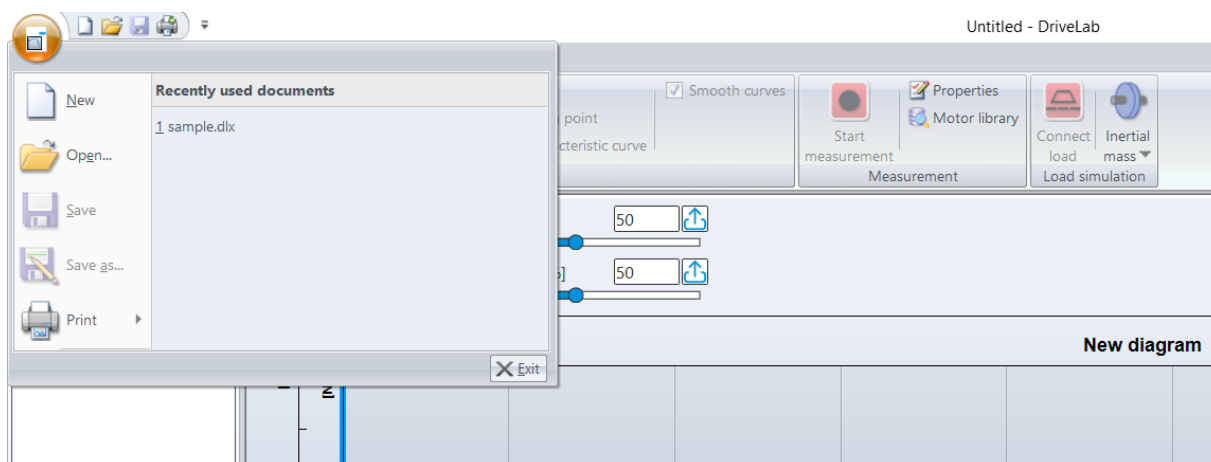 Untitled - DriveLab
New
Open...
Save
Save as...
Print
Recently used documents
1 sample.dlx
Exit
point
cteristic curve
Smooth curves
Start
measurement
Properties
Motor library
Measurement
Connect
load
Inertial
mass
Load simulation
50
50
New diagram